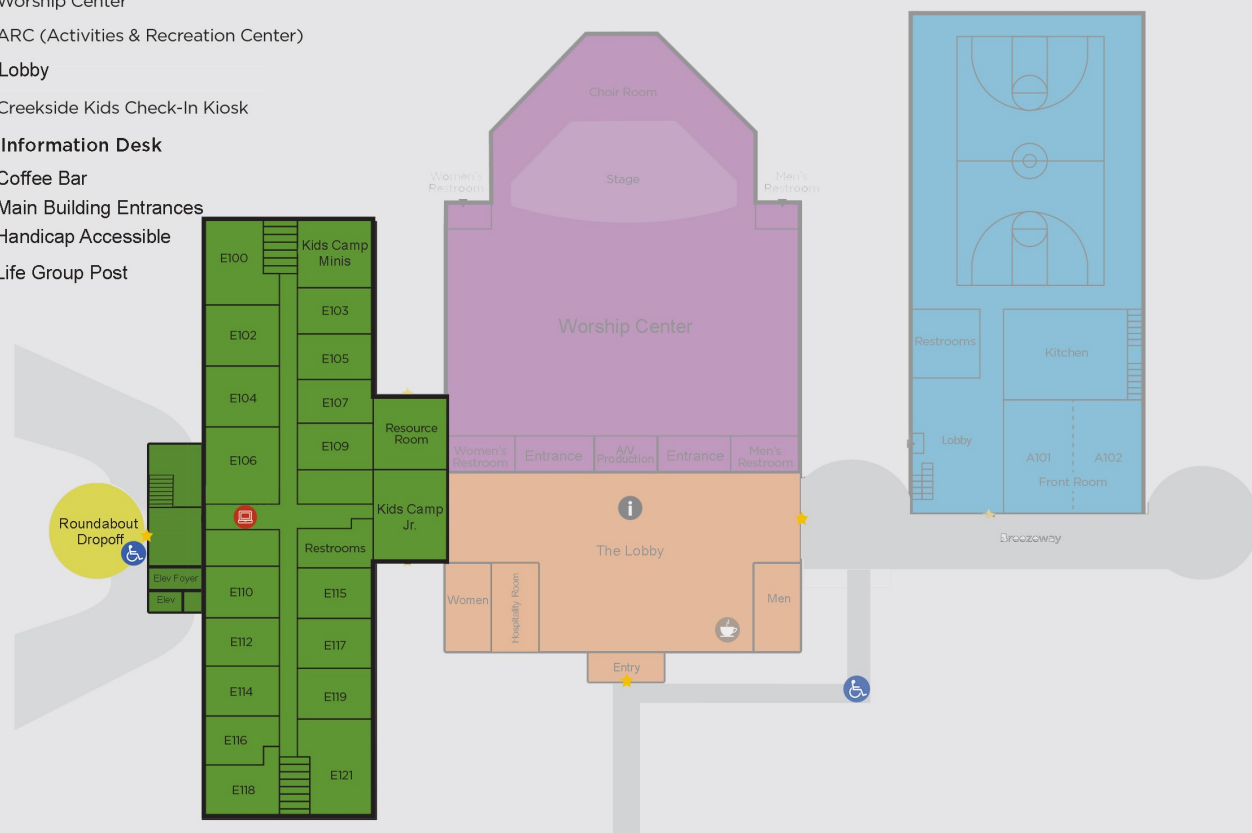 Worship Center
ARC (Activities & Recreation Center)
Lobby
Creekside Kids Check-In Kiosk
Information Desk
Coffee Bar
Main Building Entrances
Handicap Accessible
Life Group Post
Choir Room
Stage
Women's
Restroom
Men's
Restroom
Worship Center
Women's
Restroom
Entrance
A/V
Production
Entrance
Men's
Restroom
E100
Kids Camp
Minis
E102
E103
E105
E104
E107
E106
E109
Resource
Room
Kids Camp
Jr.
Restrooms
Roundabout
Dropoff
Elev Foyer
Elev
E110
E115
E112
E117
E114
E119
E116
E118
E121
i
The Lobby
Women
Hospitality Room
Men
Entry
Restrooms
Kitchen
Lobby
A101
A102
Front Room
Breezeway